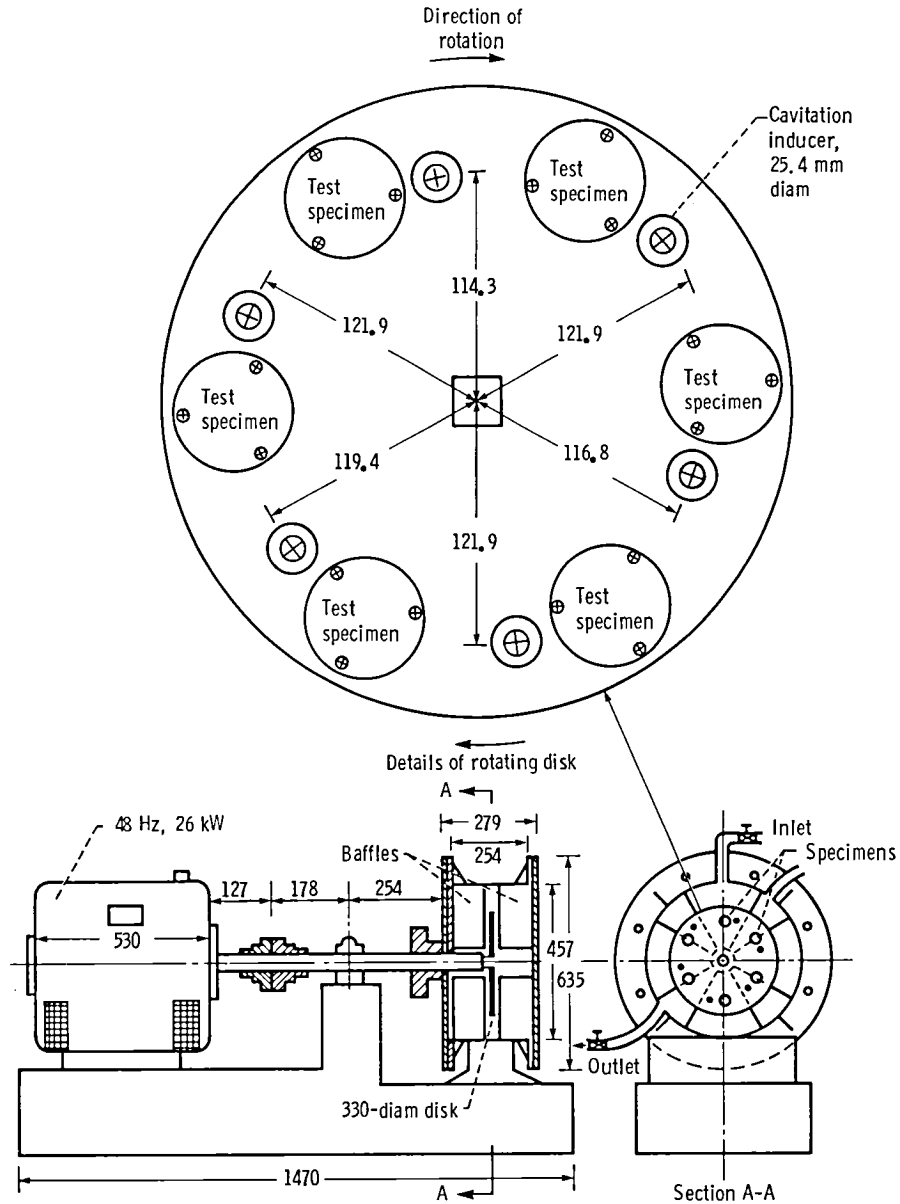 Direction of
rotation
Cavitation
inducer,
25.4 mm
diam
Test
specimen
Test
specimen
114.3
121.9
121.9
Test
specimen
Test
specimen
119.4
116.8
121.9
Test
specimen
Test
specimen
Details of rotating disk
A
48 Hz, 26 kW
279
254
Baffles
Inlet
Specimens
127
178
254
530
457
635
Outlet
330-diam disk
1470
A
Section A-A